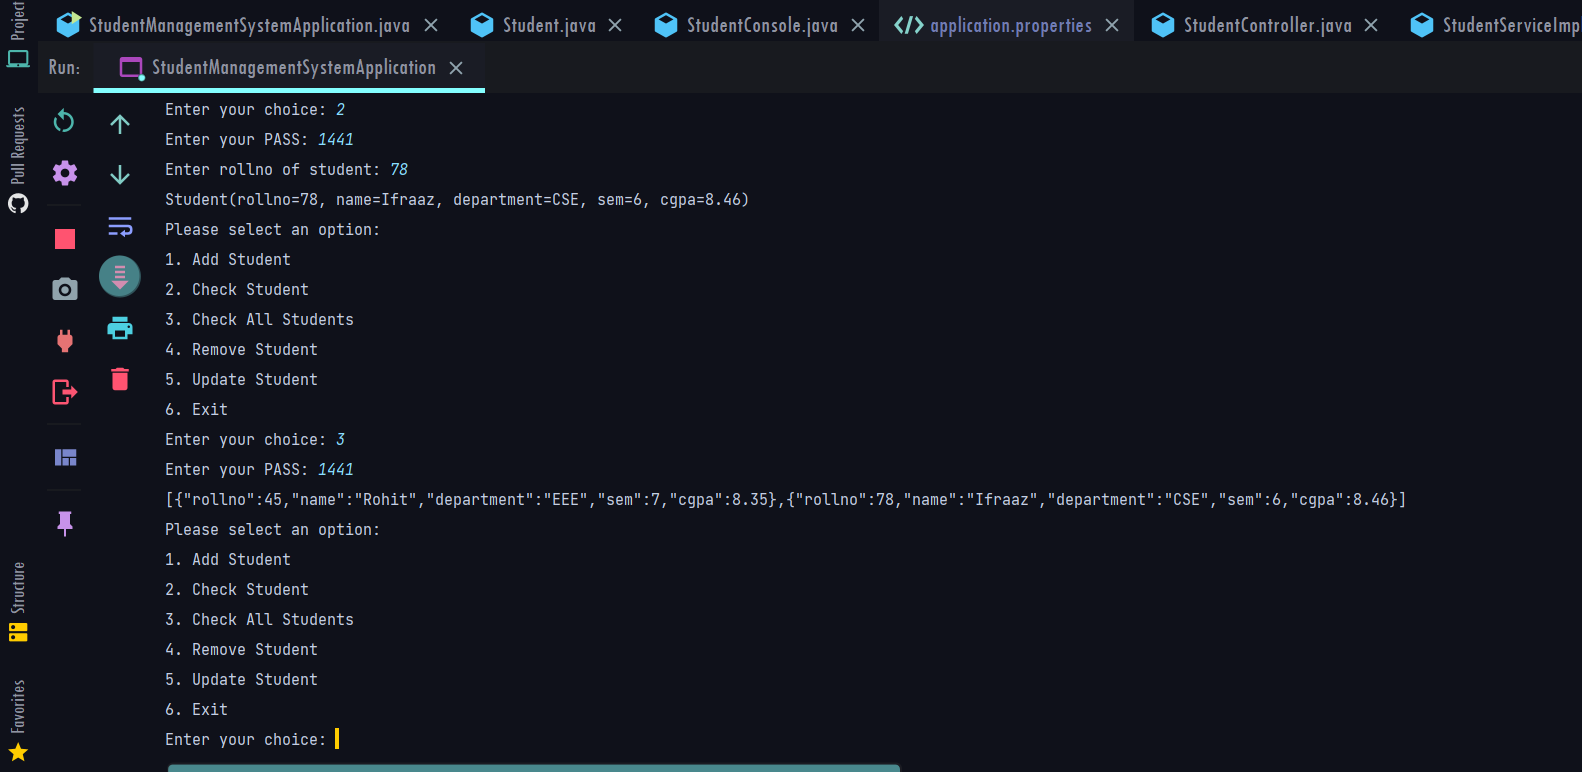 StudentManagementSystemApplication.java Student.java StudentConsole.java application.properties StudentController.java StudentServiceImp
Project
Run: StudentManagementSystemApplication
Pull Requests
Structure
Favorites
Enter your choice: 2
Enter your PASS: 1441
Enter rollno of student: 78
Student(rollno=78, name=Ifraaz, department=CSE, sem=6, cgpa=8.46)
Please select an option:
1. Add Student
2. Check Student
3. Check All Students
4. Remove Student
5. Update Student
6. Exit
Enter your choice: 3
Enter your PASS: 1441
[{"rollno":45,"name":"Rohit","department":"EEE","sem":7,"cgpa":8.35},{"rollno":78,"name":"Ifraaz","department":"CSE","sem":6,"cgpa":8.46}]
Please select an option:
1. Add Student
2. Check Student
3. Check All Students
4. Remove Student
5. Update Student
6. Exit
Enter your choice: